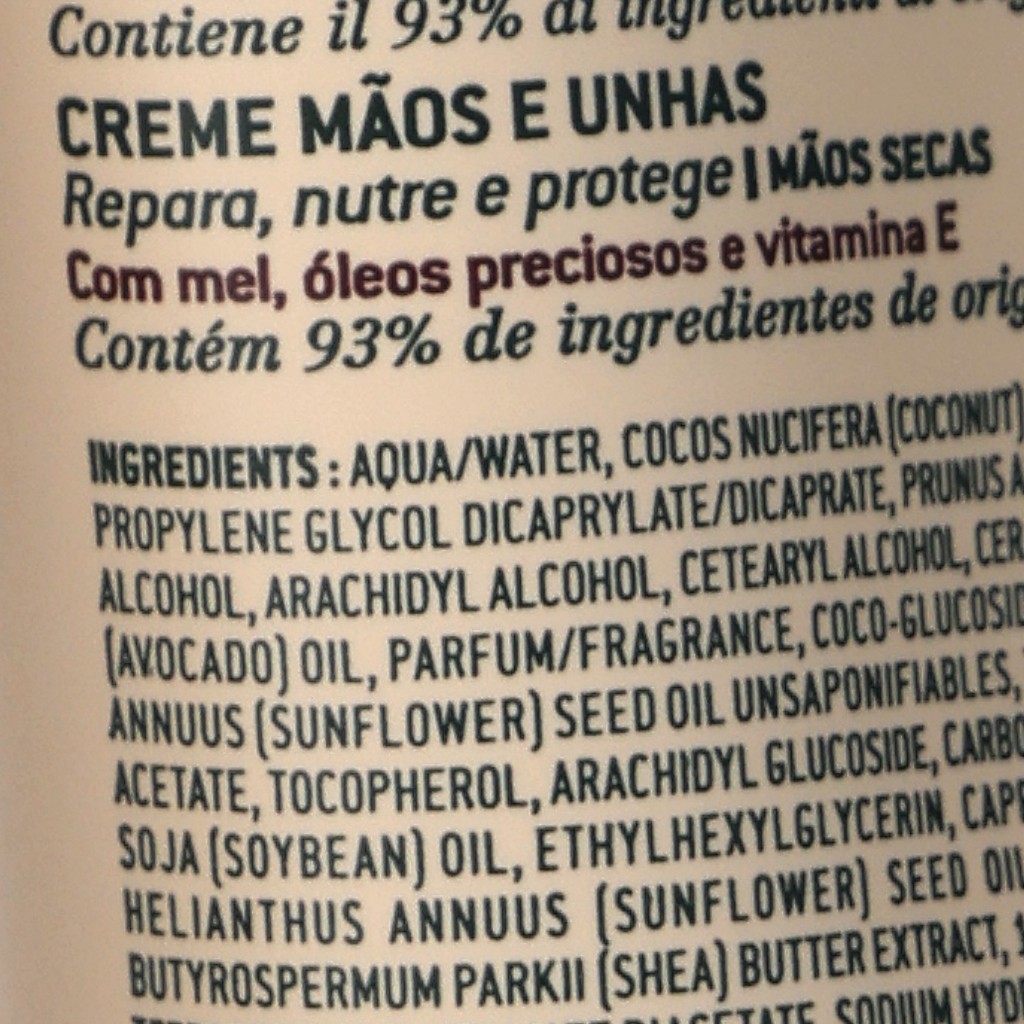 Contiene il 93% di
CREME MÃOS E UNHAS
Repara, nutre e protege | MÃOS SECAS
Com mel, óleos preciosos e vitamina E
Contém 93% de ingredientes de
INGREDIENTS : AQUA/WATER, COCOS NUCIFERA (COCONUT)
PROPYLENE GLYCOL DICAPRYLATE/DICAPRATE, PRUNUS
ALCOHOL, ARACHIDYL ALCOHOL, CETEARYL ALCOHOL,
(AVOCADO) OIL, PARFUM/FRAGRANCE,
ANNUUS (SUNFLOWER) SEED OIL UNSAPONIFIABLES,
ACETATE, TOCOPHEROL, ARACHIDYL GLUCOSIDE,
SOJA (SOYBEAN) OIL, ETHYLHEXYLGLYCERIN,
HELIANTHUS ANNUUS (SUNFLOWER) SEED OIL
BUTYROSPERMUM PARKII (SHEA) BUTTER EXTRACT,
SODIUM